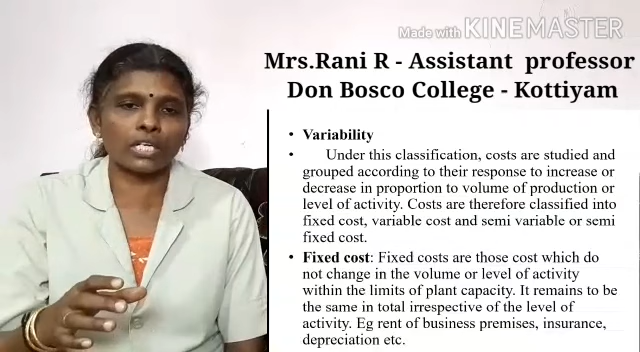 Made with KINEMASTER
Mrs.Rani R - Assistant professor
Don Bosco College - Kottiyam
• Variability
• Under this classification, costs are studied and
grouped according to their response to increase or
decrease in proportion to volume of production or
level of activity. Costs are therefore classified into
fixed cost, variable cost and semi variable or semi
fixed cost.
• Fixed cost: Fixed costs are those cost which do
not change in the volume or level of activity
within the limits of plant capacity. It remains to be
the same in total irrespective of the level of
activity. Eg rent of business premises, insurance,
depreciation etc.